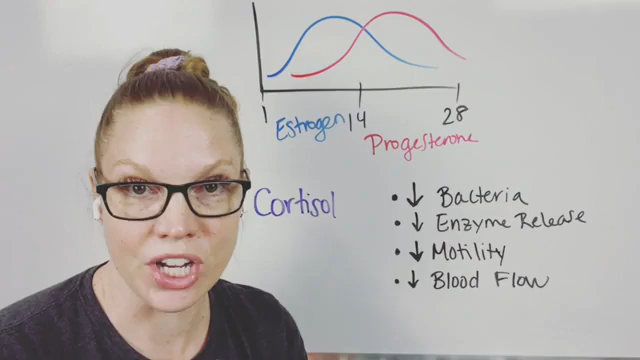 1 14 28
Estrogen
Progesterone
Cortisol
• ↓ Bacteria
• ↓ Enzyme Release
• ↓ Motility
• ↓ Blood Flow